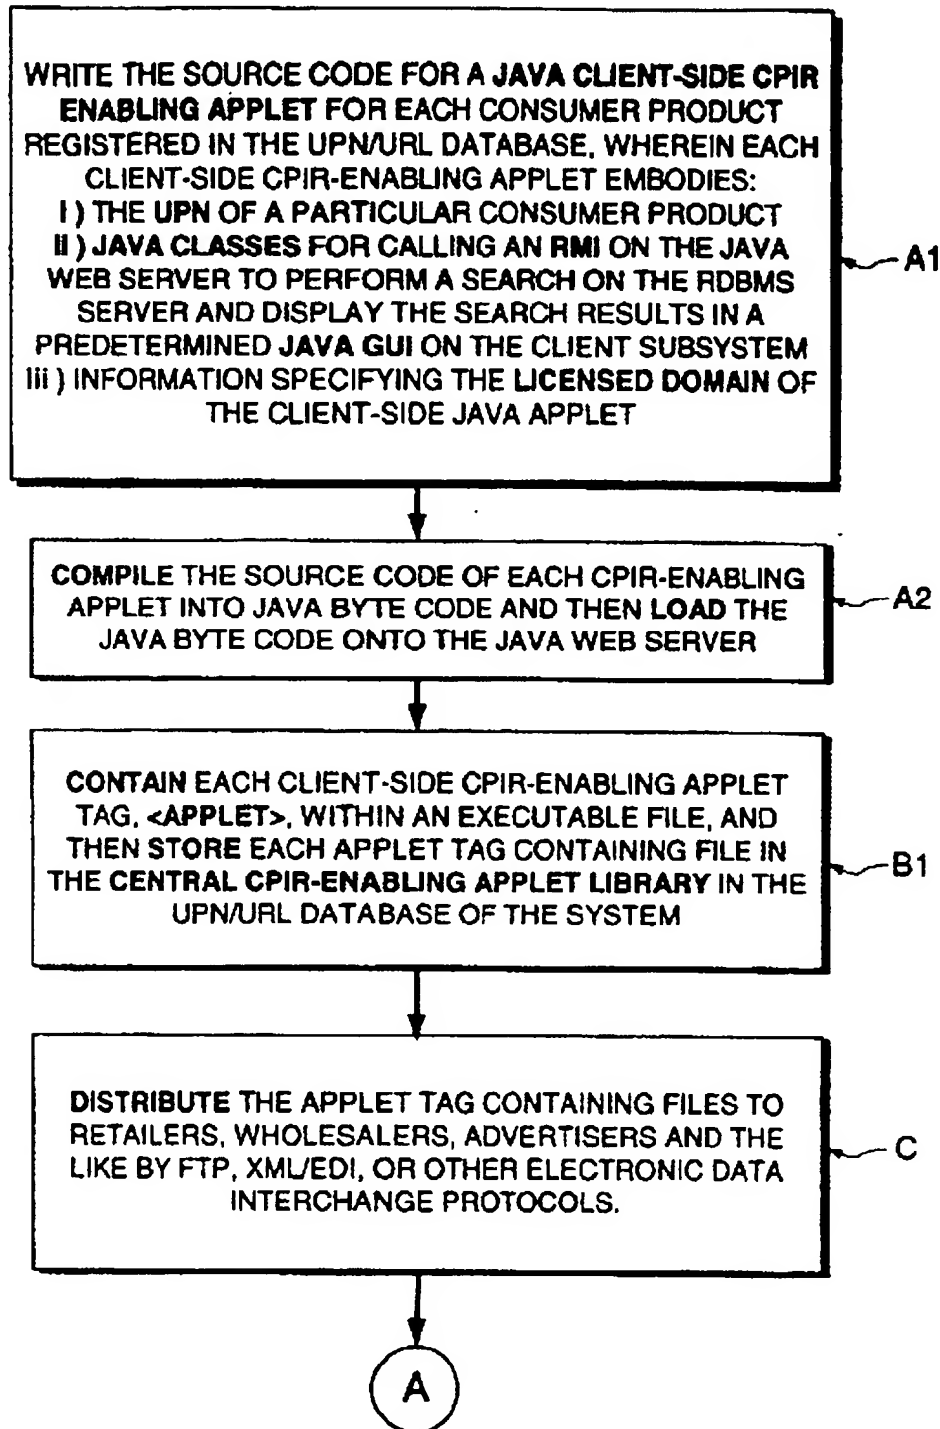 WRITE THE SOURCE CODE FOR A JAVA CLIENT-SIDE CPIR
ENABLING APPLET FOR EACH CONSUMER PRODUCT
REGISTERED IN THE UPN/URL DATABASE, WHEREIN EACH
CLIENT-SIDE CPIR-ENABLING APPLET EMBODIES:
I ) THE UPN OF A PARTICULAR CONSUMER PRODUCT
II ) JAVA CLASSES FOR CALLING AN RMI ON THE JAVA
WEB SERVER TO PERFORM A SEARCH ON THE RDBMS
SERVER AND DISPLAY THE SEARCH RESULTS IN A
PREDETERMINED JAVA GUI ON THE CLIENT SUBSYSTEM
III ) INFORMATION SPECIFYING THE LICENSED DOMAIN OF
THE CLIENT-SIDE JAVA APPLET
A1
COMPILE THE SOURCE CODE OF EACH CPIR-ENABLING
APPLET INTO JAVA BYTE CODE AND THEN LOAD THE
JAVA BYTE CODE ONTO THE JAVA WEB SERVER
A2
CONTAIN EACH CLIENT-SIDE CPIR-ENABLING APPLET
TAG, <APPLET>, WITHIN AN EXECUTABLE FILE, AND
THEN STORE EACH APPLET TAG CONTAINING FILE IN
THE CENTRAL CPIR-ENABLING APPLET LIBRARY IN THE
UPN/URL DATABASE OF THE SYSTEM
B1
DISTRIBUTE THE APPLET TAG CONTAINING FILES TO
RETAILERS, WHOLESALERS, ADVERTISERS AND THE
LIKE BY FTP, XML/EDI, OR OTHER ELECTRONIC DATA
INTERCHANGE PROTOCOLS.
C
A